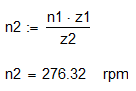 n2 := n1 · z1 / z2
n2 = 276.32 rpm